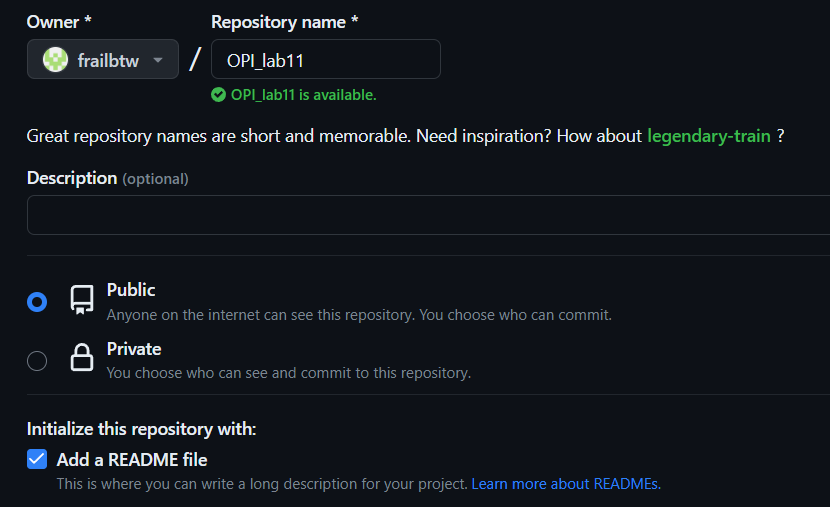 Owner * Repository name *
frailbtw / OPI_lab11
OPI_lab11 is available.
Great repository names are short and memorable. Need inspiration? How about legendary-train ?
Description (optional)
Public
Anyone on the internet can see this repository. You choose who can commit.
Private
You choose who can see and commit to this repository.
Initialize this repository with:
Add a README file
This is where you can write a long description for your project. Learn more about READMEs.